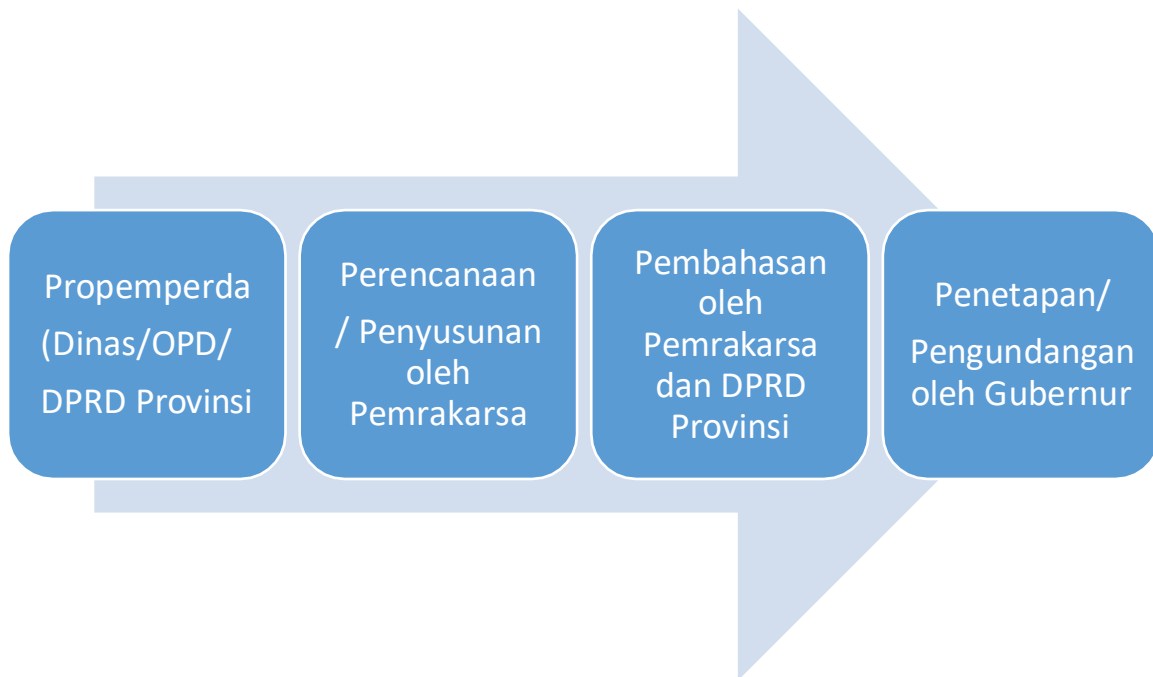 Propemperda
(Dinas/OPD/
DPRD Provinsi
Perencanaan
/ Penyusunan
oleh
Pemrakarsa
Pembahasan
oleh
Pemrakarsa
dan DPRD
Provinsi
Penetapan/
Pengundangan
oleh Gubernur